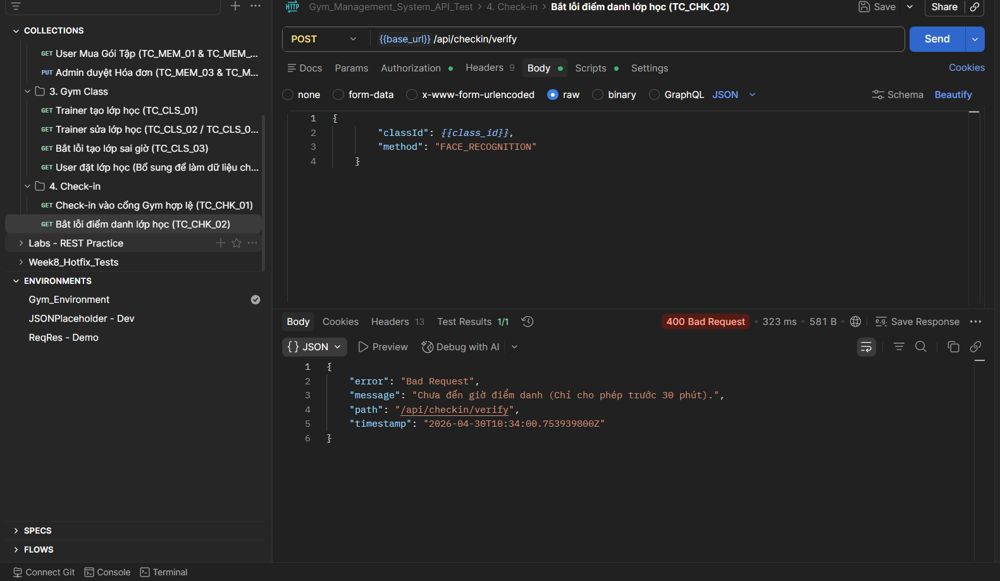 COLLECTIONS
GET User Mua Gói Tập (TC_MEM_01 & TC_MEM_...
PUT Admin duyệt Hóa đơn (TC_MEM_03 & TC_M...
3. Gym Class
GET Trainer tạo lớp học (TC_CLS_01)
GET Trainer sửa lớp học (TC_CLS_02 / TC_CLS_0...
GET Bắt lỗi tạo lớp sai giờ (TC_CLS_03)
GET User đặt lớp học (Bổ sung để làm dữ liệu ch...
4. Check-in
GET Check-in vào cổng Gym hợp lệ (TC_CHK_01)
GET Bắt lỗi điểm danh lớp học (TC_CHK_02)
Labs - REST Practice
Week8_Hotfix_Tests
ENVIRONMENTS
Gym_Environment
JSONPlaceholder - Dev
ReqRes - Demo
SPECS
FLOWS
Connect Git Console Terminal
HTTP Gym_Management_System_API_Test > 4. Check-in > Bắt lỗi điểm danh lớp học (TC_CHK_02) Save Share
POST {{base_url}} /api/checkin/verify Send
Docs Params Authorization Headers 9 Body Scripts Settings Cookies
none form-data x-www-form-urlencoded raw binary GraphQL JSON Schema Beautify
1 {
2 "classId": {{class_id}},
3 "method": "FACE_RECOGNITION"
4 }
Body Cookies Headers 13 Test Results 1/1 400 Bad Request • 323 ms • 581 B e.g. Save Response
{} JSON Preview Debug with AI
1 {
2 "error": "Bad Request",
3 "message": "Chưa đến giờ điểm danh (Chỉ cho phép trước 30 phút).",
4 "path": "/api/checkin/verify",
5 "timestamp": "2026-04-30T10:34:00.753939800Z"
6 }